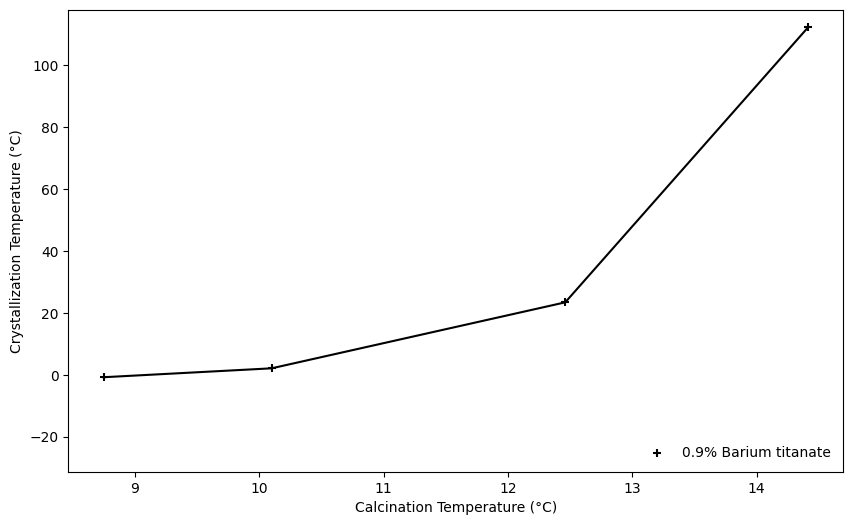 100
80
60
40
20
0
−20
Crystallization Temperature (°C)
0.9% Barium titanate
9 10 11 12 13 14
Calcination Temperature (°C)